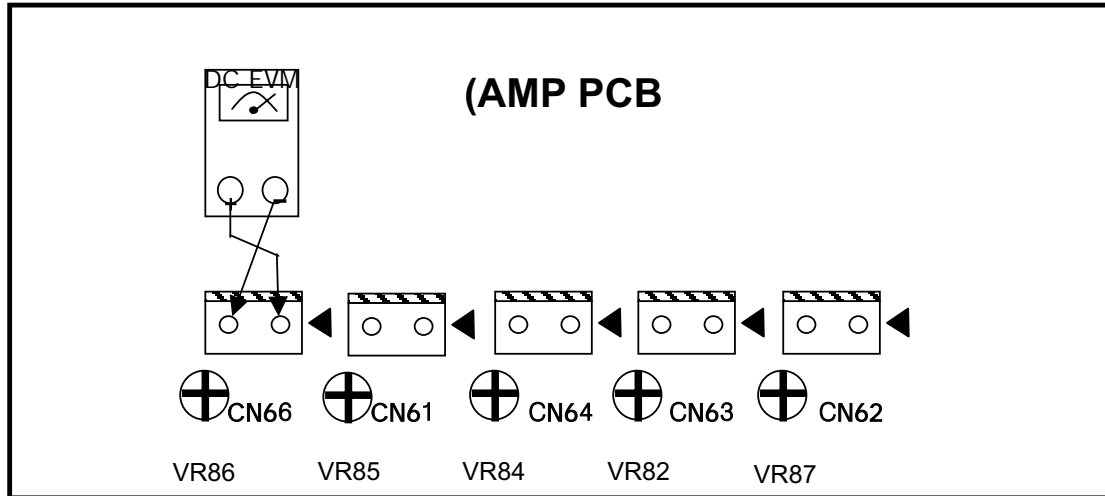 DC EVM
(AMP PCB
+ -
CN66 CN61 CN64 CN63 CN62
VR86 VR85 VR84 VR82 VR87